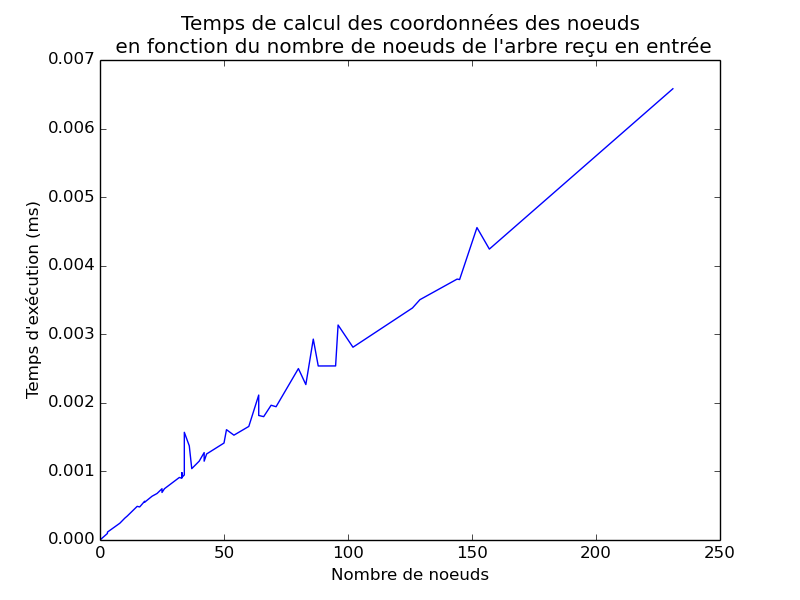 Temps de calcul des coordonnées des noeuds
en fonction du nombre de noeuds de l'arbre reçu en entrée
0.007
0.006
0.005
0.004
0.003
0.002
0.001
0.000
Temps d'exécution (ms)
0 50 100 150 200 250
Nombre de noeuds